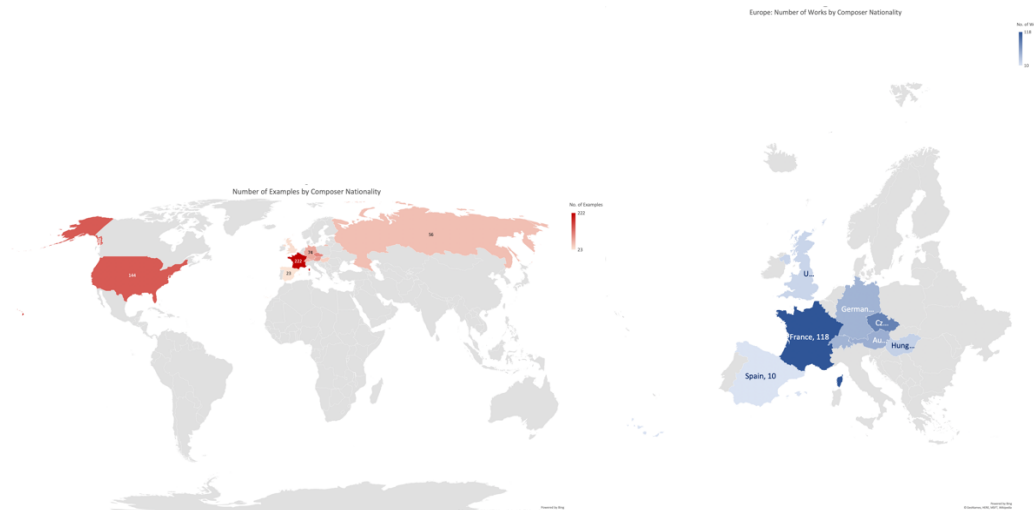 Europe: Number of Works by Composer Nationality
No. of W
118
10
Number of Examples by Composer Nationality
No. of Examples
222
23
144
222
23
U...
German...
Cz...
France, 118
Au...
Hung...
Spain, 10
Powered by Bing
Powered by Bing